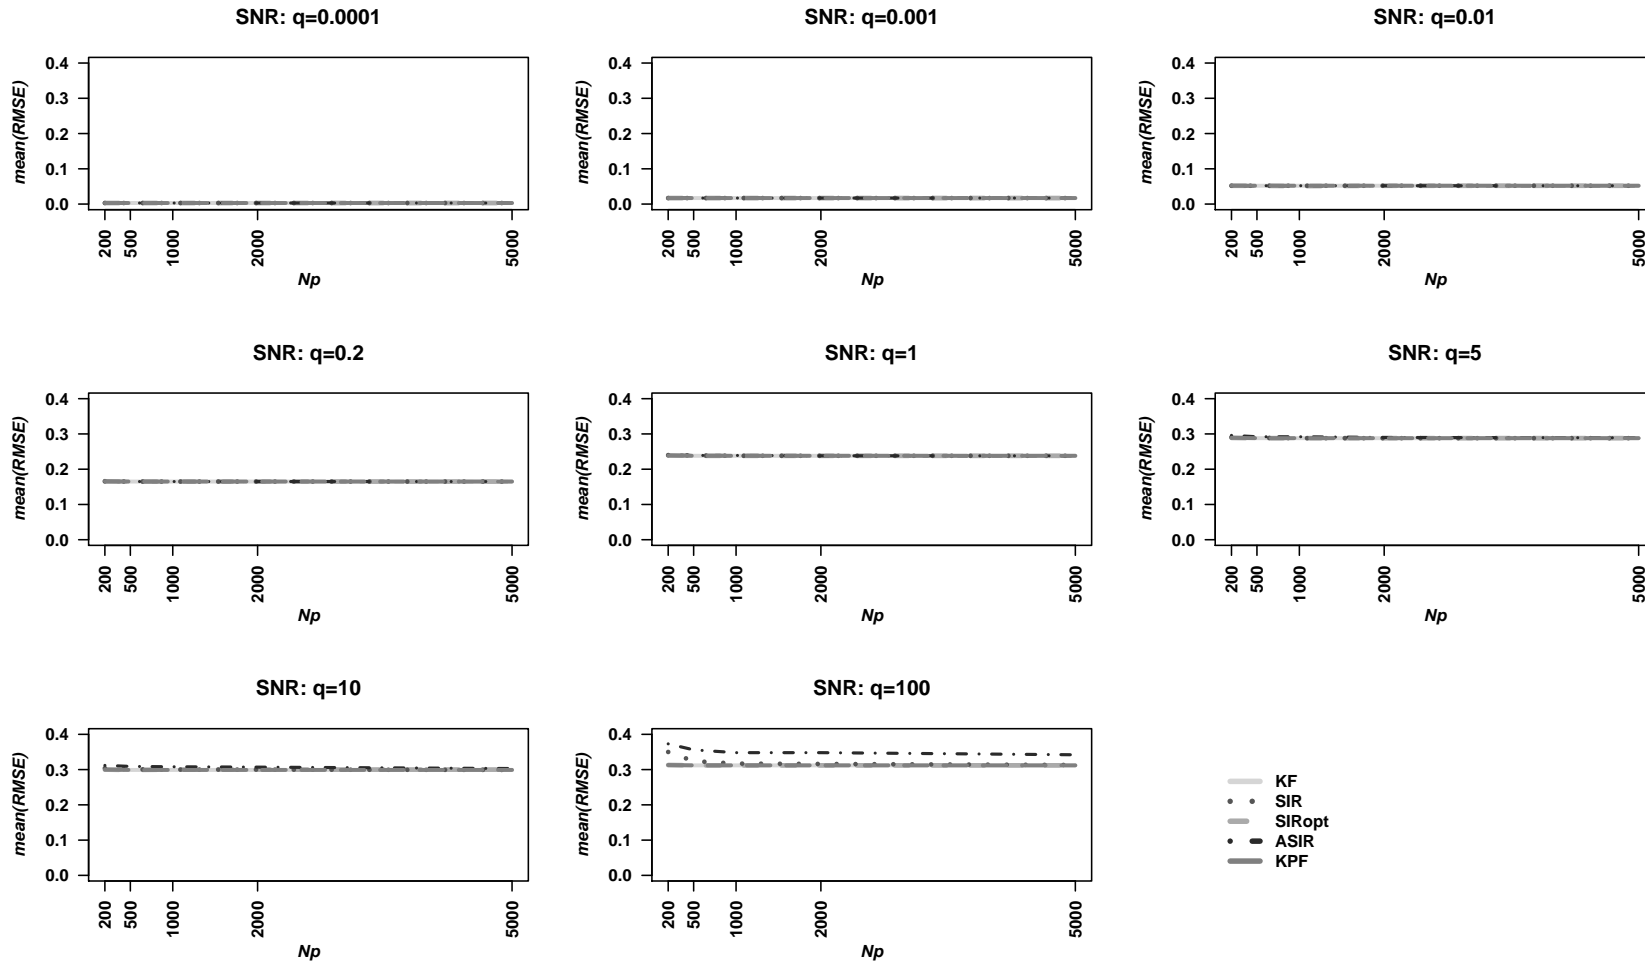 SNR: q=0.0001
mean(RMSE)
0.4
0.3
0.2
0.1
0.0
200
500
1000
2000
5000
Np
SNR: q=0.001
mean(RMSE)
0.4
0.3
0.2
0.1
0.0
200
500
1000
2000
5000
Np
SNR: q=0.01
mean(RMSE)
0.4
0.3
0.2
0.1
0.0
200
500
1000
2000
5000
Np
SNR: q=0.2
mean(RMSE)
0.4
0.3
0.2
0.1
0.0
200
500
1000
2000
5000
Np
SNR: q=1
mean(RMSE)
0.4
0.3
0.2
0.1
0.0
200
500
1000
2000
5000
Np
SNR: q=5
mean(RMSE)
0.4
0.3
0.2
0.1
0.0
200
500
1000
2000
5000
Np
SNR: q=10
mean(RMSE)
0.4
0.3
0.2
0.1
0.0
200
500
1000
2000
5000
Np
SNR: q=100
mean(RMSE)
0.4
0.3
0.2
0.1
0.0
200
500
1000
2000
5000
Np
KF
SIR
SIRopt
ASIR
KPF